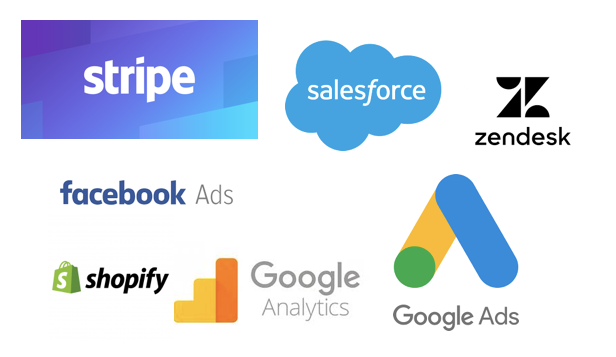 stripe
salesforce
zendesk
facebook Ads
shopify
Google
Analytics
Google Ads